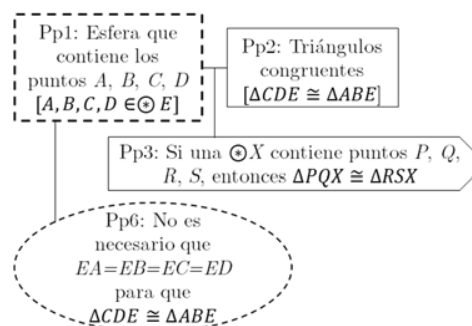 Pp1: Esfera que
contiene los
puntos A, B, C, D
[A,B,C,D ∈⊛ E]
Pp2: Triángulos
congruentes
[ΔCDE ≅ ΔABE]
Pp3: Si una ⊛X contiene puntos P, Q,
R, S, entonces ΔPQX ≅ ΔRSX
Pp6: No es
necesario que
EA=EB=EC=ED
para que
ΔCDE ≅ ΔABE